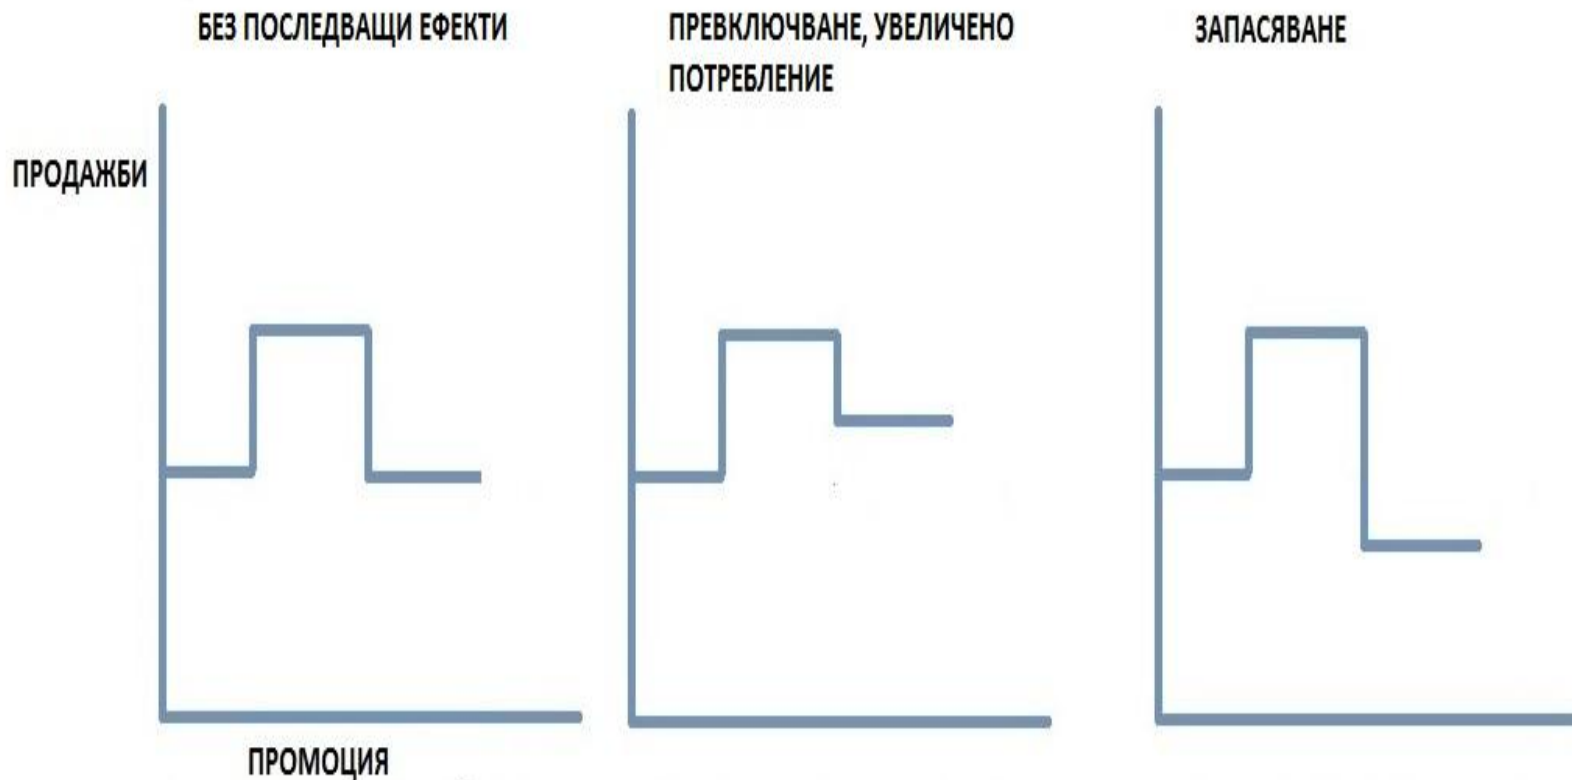 БЕЗ ПОСЛЕДВАЩИ ЕФЕКТИ
ПРЕВКЛЮЧВАНЕ, УВЕЛИЧЕНО
ПОТРЕБЛЕНИЕ
ЗАПАСЯВАНЕ
ПРОДАЖБИ
ПРОМОЦИЯ